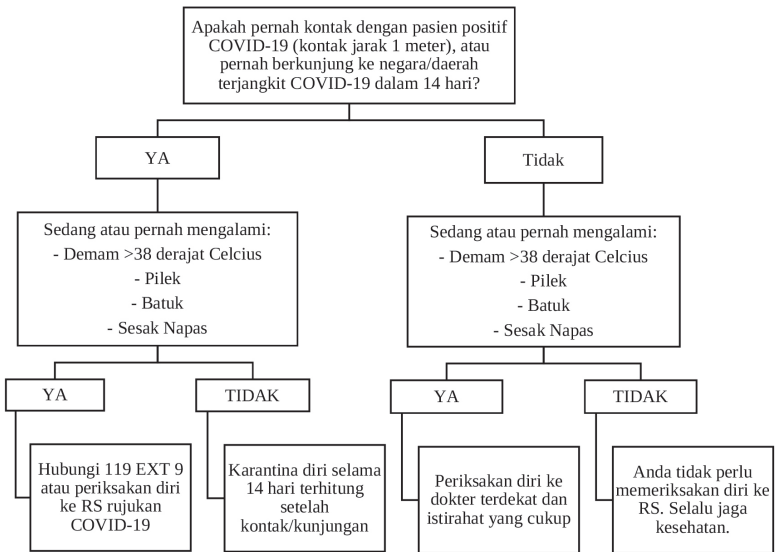 Apakah pernah kontak dengan pasien positif
COVID-19 (kontak jarak 1 meter), atau
pernah berkunjung ke negara/daerah
terjangkit COVID-19 dalam 14 hari?
YA
Tidak
Sedang atau pernah mengalami:
- Demam >38 derajat Celcius
- Pilek
- Batuk
- Sesak Napas
Sedang atau pernah mengalami:
- Demam >38 derajat Celcius
- Pilek
- Batuk
- Sesak Napas
YA
TIDAK
YA
TIDAK
Hubungi 119 EXT 9
atau periksakan diri
ke RS rujukan
COVID-19
Karantina diri selama
14 hari terhitung
setelah
kontak/kunjungan
Periksakan diri ke
dokter terdekat dan
istirahat yang cukup
Anda tidak perlu
memeriksakan diri ke
RS. Selalu jaga
kesehatan.